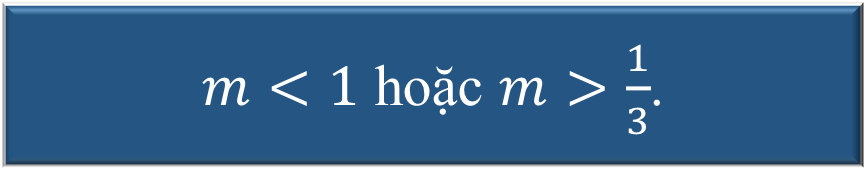 m < 1 hoặc m > 1/3.